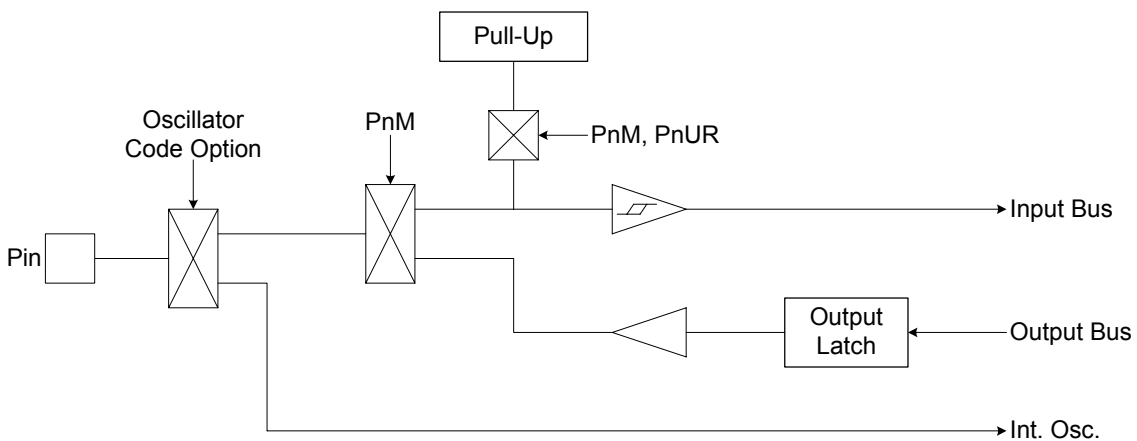 Pull-Up
Oscillator
Code Option
PnM
PnM, PnUR
Pin
Input Bus
Output
Latch
Output Bus
Int. Osc.